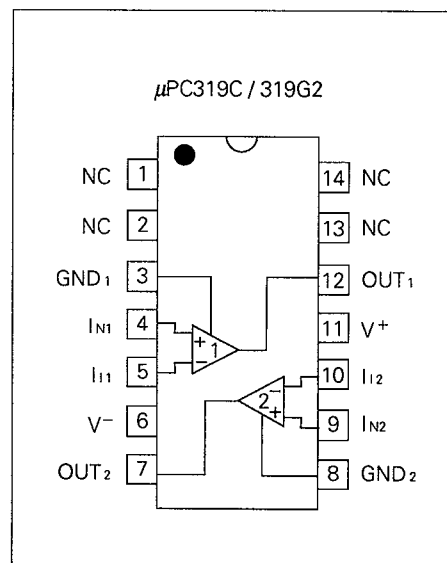 µPC319C / 319G2
NC 1 14 NC
NC 2 13 NC
GND1 3 12 OUT1
IN1 4 + 1 11 V+
II1 5 − 10 II2
V− 6 2 − 9 IN2
OUT2 7 + 8 GND2